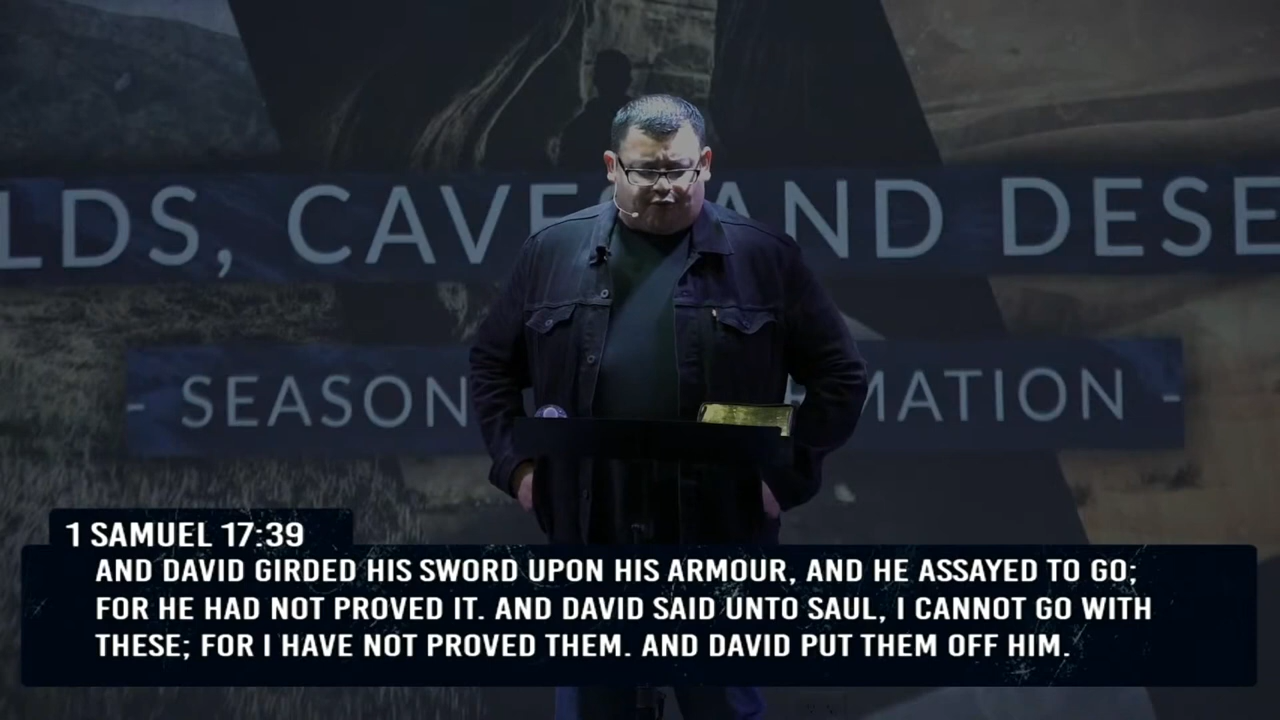 LDS, CAVE AND DESE
- SEASON MATION -
1 SAMUEL 17:39
AND DAVID GIRDED HIS SWORD UPON HIS ARMOUR, AND HE ASSAYED TO GO;
FOR HE HAD NOT PROVED IT. AND DAVID SAID UNTO SAUL, I CANNOT GO WITH
THESE; FOR I HAVE NOT PROVED THEM. AND DAVID PUT THEM OFF HIM.